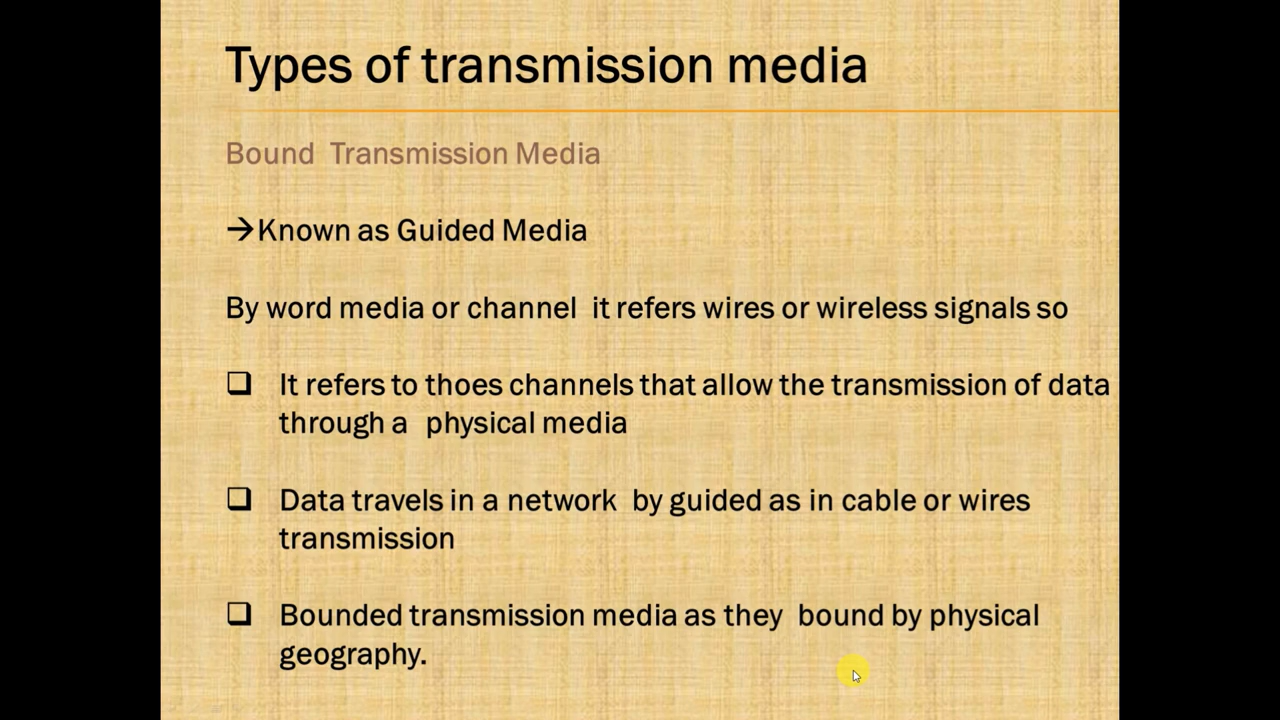 Types of transmission media
Bound Transmission Media
→Known as Guided Media
By word media or channel it refers wires or wireless signals so
❑ It refers to thoes channels that allow the transmission of data
through a physical media
❑ Data travels in a network by guided as in cable or wires
transmission
❑ Bounded transmission media as they bound by physical
geography.